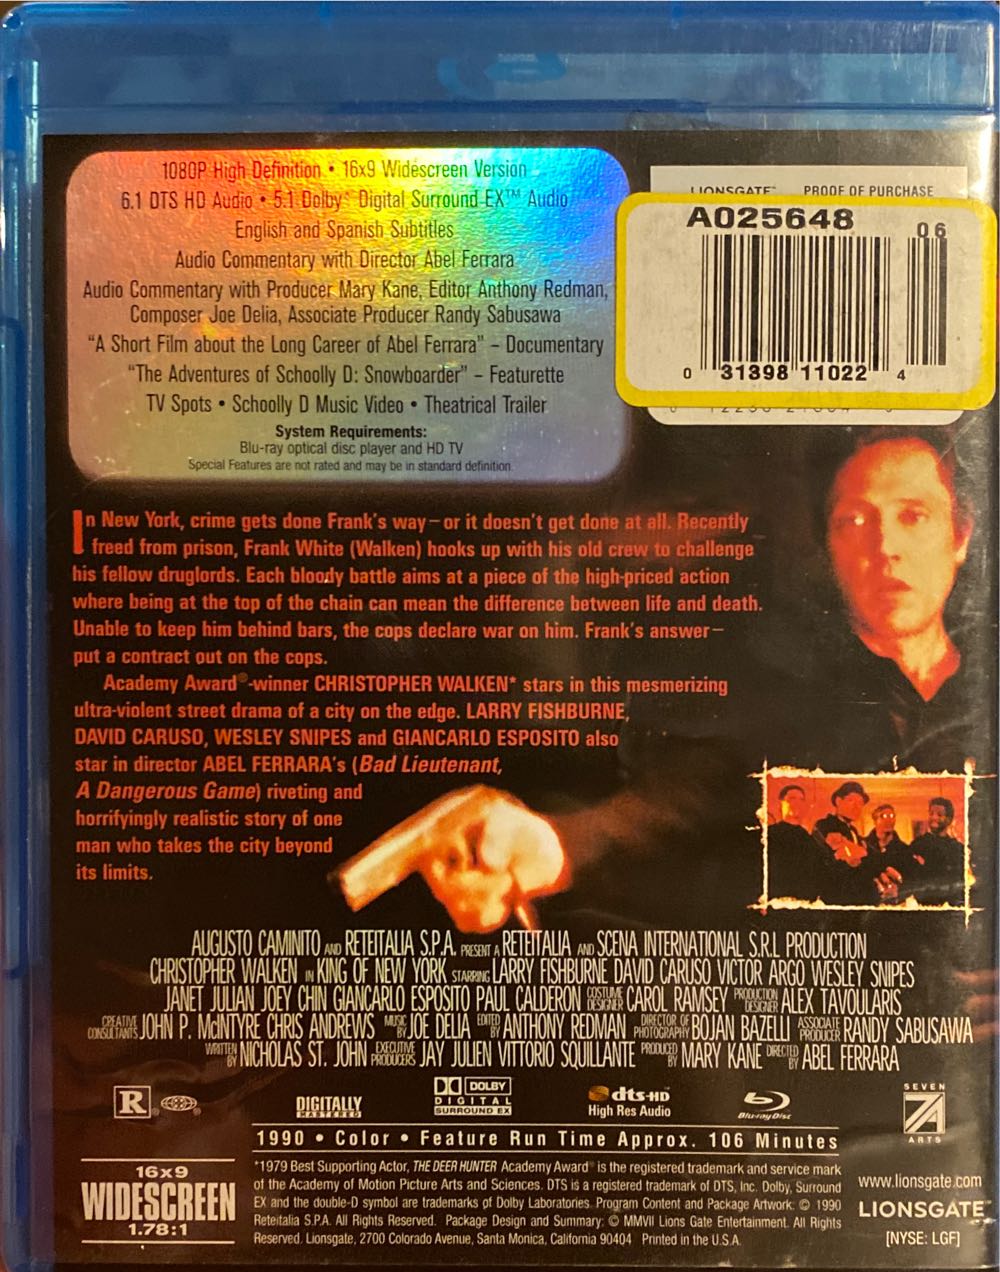 1080P High Definition • 16x9 Widescreen Version
6.1 DTS HD Audio • 5.1 Dolby® Digital Surround EX™ Audio
English and Spanish Subtitles
Audio Commentary with Director Abel Ferrara
Audio Commentary with Producer Mary Kane, Editor Anthony Redman,
Composer Joe Delia, Associate Producer Randy Sabusawa
"A Short Film about the Long Career of Abel Ferrara" – Documentary
"The Adventures of Schoolly D: Snowboarder" – Featurette
TV Spots • Schoolly D Music Video • Theatrical Trailer
System Requirements:
Blu-ray optical disc player and HD TV
Special Features are not rated and may be in standard definition.
LIONSGATE™ PROOF OF PURCHASE
A025648
06
0 31398 11022 4
In New York, crime gets done Frank's way – or it doesn't get done at all. Recently
freed from prison, Frank White (Walken) hooks up with his old crew to challenge
his fellow druglords. Each bloody battle aims at a piece of the high-priced action
where being at the top of the chain can mean the difference between life and death.
Unable to keep him behind bars, the cops declare war on him. Frank's answer –
put a contract out on the cops.
Academy Award®-winner CHRISTOPHER WALKEN* stars in this mesmerizing
ultra-violent street drama of a city on the edge. LARRY FISHBURNE,
DAVID CARUSO, WESLEY SNIPES and GIANCARLO ESPOSITO also
star in director ABEL FERRARA's (Bad Lieutenant,
A Dangerous Game) riveting and
horrifyingly realistic story of one
man who takes the city beyond
its limits.
AUGUSTO CAMINITO AND RETEITALIA S.P.A. PRESENT A RETEITALIA AND SCENA INTERNATIONAL S.R.L PRODUCTION
CHRISTOPHER WALKEN IN KING OF NEW YORK STARRING LARRY FISHBURNE DAVID CARUSO VICTOR ARGO WESLEY SNIPES
JANET JULIAN JOEY CHIN GIANCARLO ESPOSITO PAUL CALDERON COSTUME DESIGNER CAROL RAMSEY PRODUCTION DESIGNER ALEX TAVOULARIS
CREATIVE CONSULTANTS JOHN P. McINTYRE CHRIS ANDREWS MUSIC BY JOE DELIA EDITED BY ANTHONY REDMAN DIRECTOR OF PHOTOGRAPHY BOJAN BAZELLI ASSOCIATE PRODUCER RANDY SABUSAWA
WRITTEN BY NICHOLAS ST. JOHN EXECUTIVE PRODUCERS JAY JULIEN VITTORIO SQUILLANTE PRODUCED BY MARY KANE DIRECTED BY ABEL FERRARA
R
DIGITALLY MASTERED
DOLBY DIGITAL SURROUND EX
dts-HD High Res Audio
Blu-ray Disc
SEVEN 7A ARTS
1990 • Color • Feature Run Time Approx. 106 Minutes
16x9
WIDESCREEN
1.78:1
*1979 Best Supporting Actor, THE DEER HUNTER Academy Award® is the registered trademark and service mark
of the Academy of Motion Picture Arts and Sciences. DTS is a registered trademark of DTS, Inc. Dolby, Surround
EX and the double-D symbol are trademarks of Dolby Laboratories. Program Content and Package Artwork: © 1990
Reteitalia S.P.A. All Rights Reserved. Package Design and Summary: © MMVII Lions Gate Entertainment. All Rights
Reserved. Lionsgate, 2700 Colorado Avenue, Santa Monica, California 90404 Printed in the U.S.A.
www.lionsgate.com
LIONSGATE™
[NYSE: LGF]